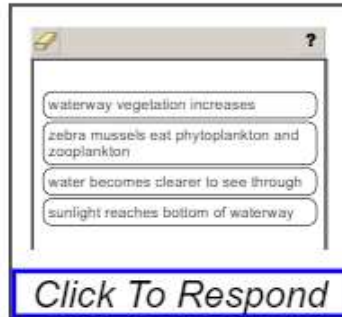 ?
waterway vegetation increases
zebra mussels eat phytoplankton and
zooplankton
water becomes clearer to see through
sunlight reaches bottom of waterway
Click To Respond